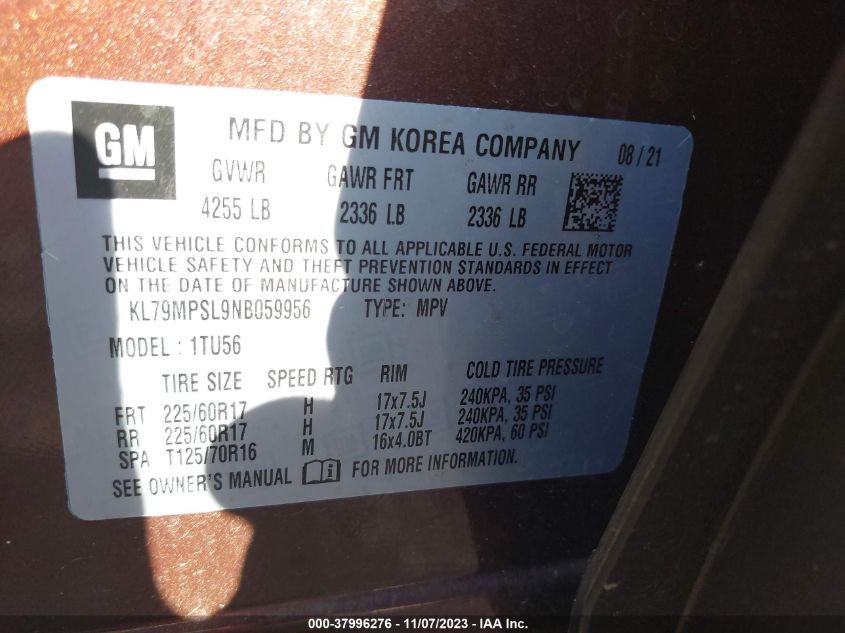 GM
MFD BY GM KOREA COMPANY 08 / 21
GVWR GAWR FRT GAWR RR
4255 LB 2336 LB 2336 LB
THIS VEHICLE CONFORMS TO ALL APPLICABLE U.S. FEDERAL MOTOR
VEHICLE SAFETY AND THEFT PREVENTION STANDARDS IN EFFECT
ON THE DATE OF MANUFACTURE SHOWN ABOVE.
KL79MPSL9NB059956 TYPE: MPV
MODEL : 1TU56
TIRE SIZE SPEED RTG RIM COLD TIRE PRESSURE
FRT 225/60R17 H 17x7.5J 240KPA, 35 PSI
RR 225/60R17 H 17x7.5J 240KPA, 35 PSI
SPA T125/70R16 M 16x4.0BT 420KPA, 60 PSI
SEE OWNER'S MANUAL FOR MORE INFORMATION.
000-37996276 - 11/07/2023 - IAA Inc.